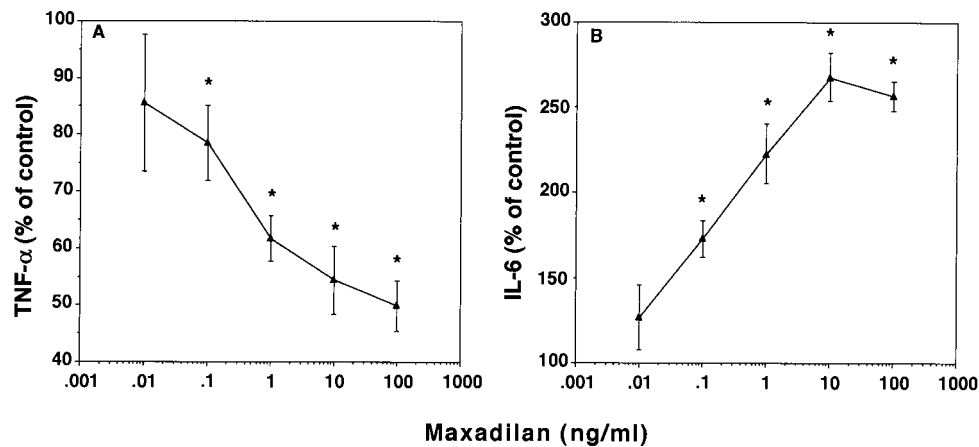 A
TNF-α (% of control)
100
90
80
70
60
50
40
.001 .01 .1 1 10 100 1000
* * * *
B
IL-6 (% of control)
300
250
200
150
100
.001 .01 .1 1 10 100 1000
* * * *
Maxadilan (ng/ml)